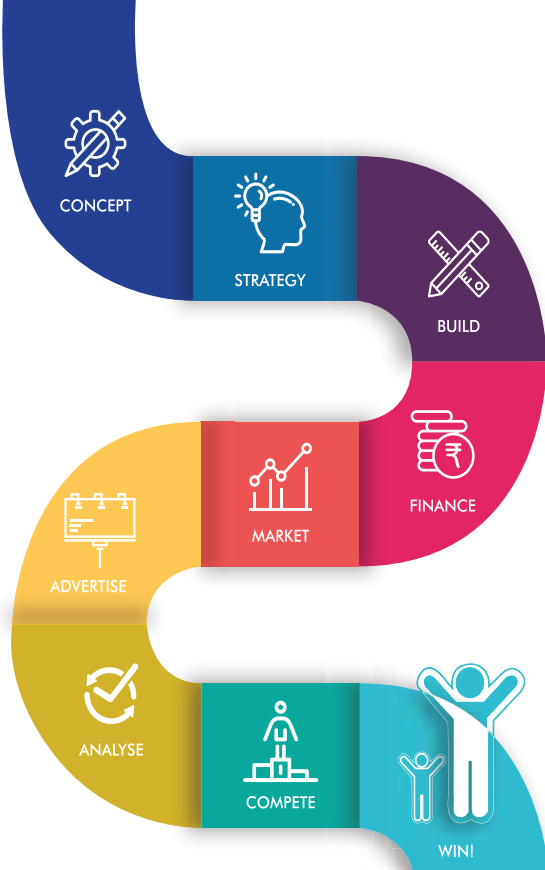 CONCEPT
STRATEGY
BUILD
₹
FINANCE
MARKET
ADVERTISE
ANALYSE
COMPETE
WIN!